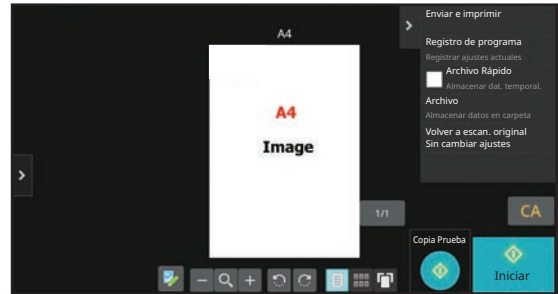 A4
A4
Image
1/1
Enviar e imprimir
Registro de programa
Registrar ajustes actuales
Archivo Rápido
Almacenar dat. temporal.
Archivo
Almacenar datos en carpeta
Volver a escan. original
Sin cambiar ajustes
CA
Copia Prueba
Iniciar